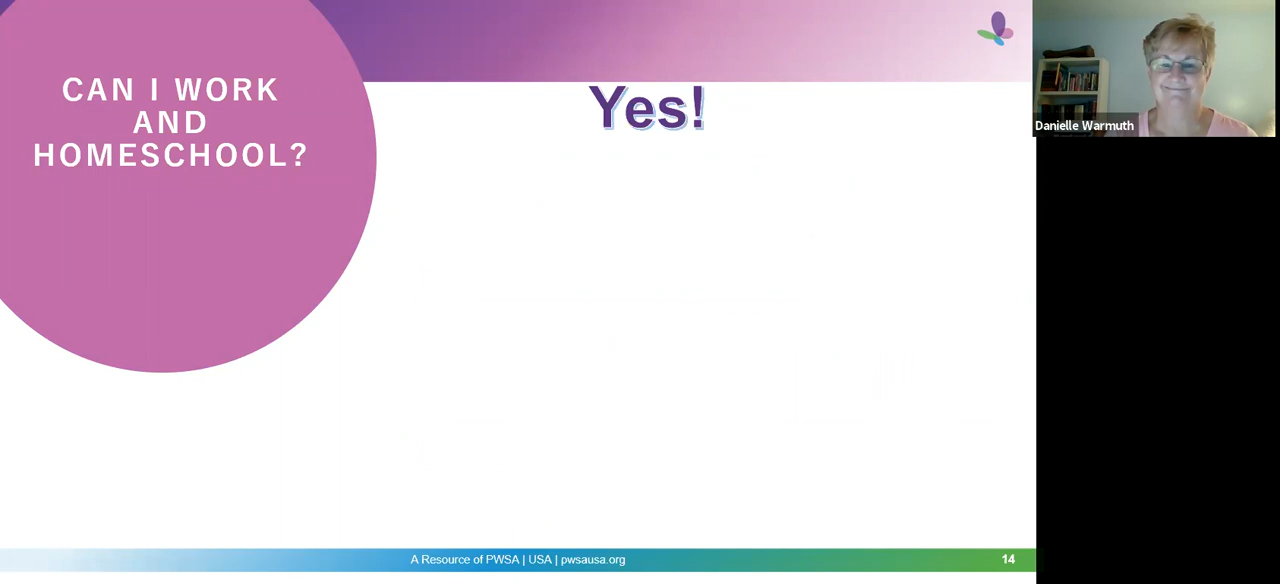 CAN I WORK
AND
HOMESCHOOL?
Yes!
Danielle Warmuth
A Resource of PWSA | USA | pwsausa.org
14